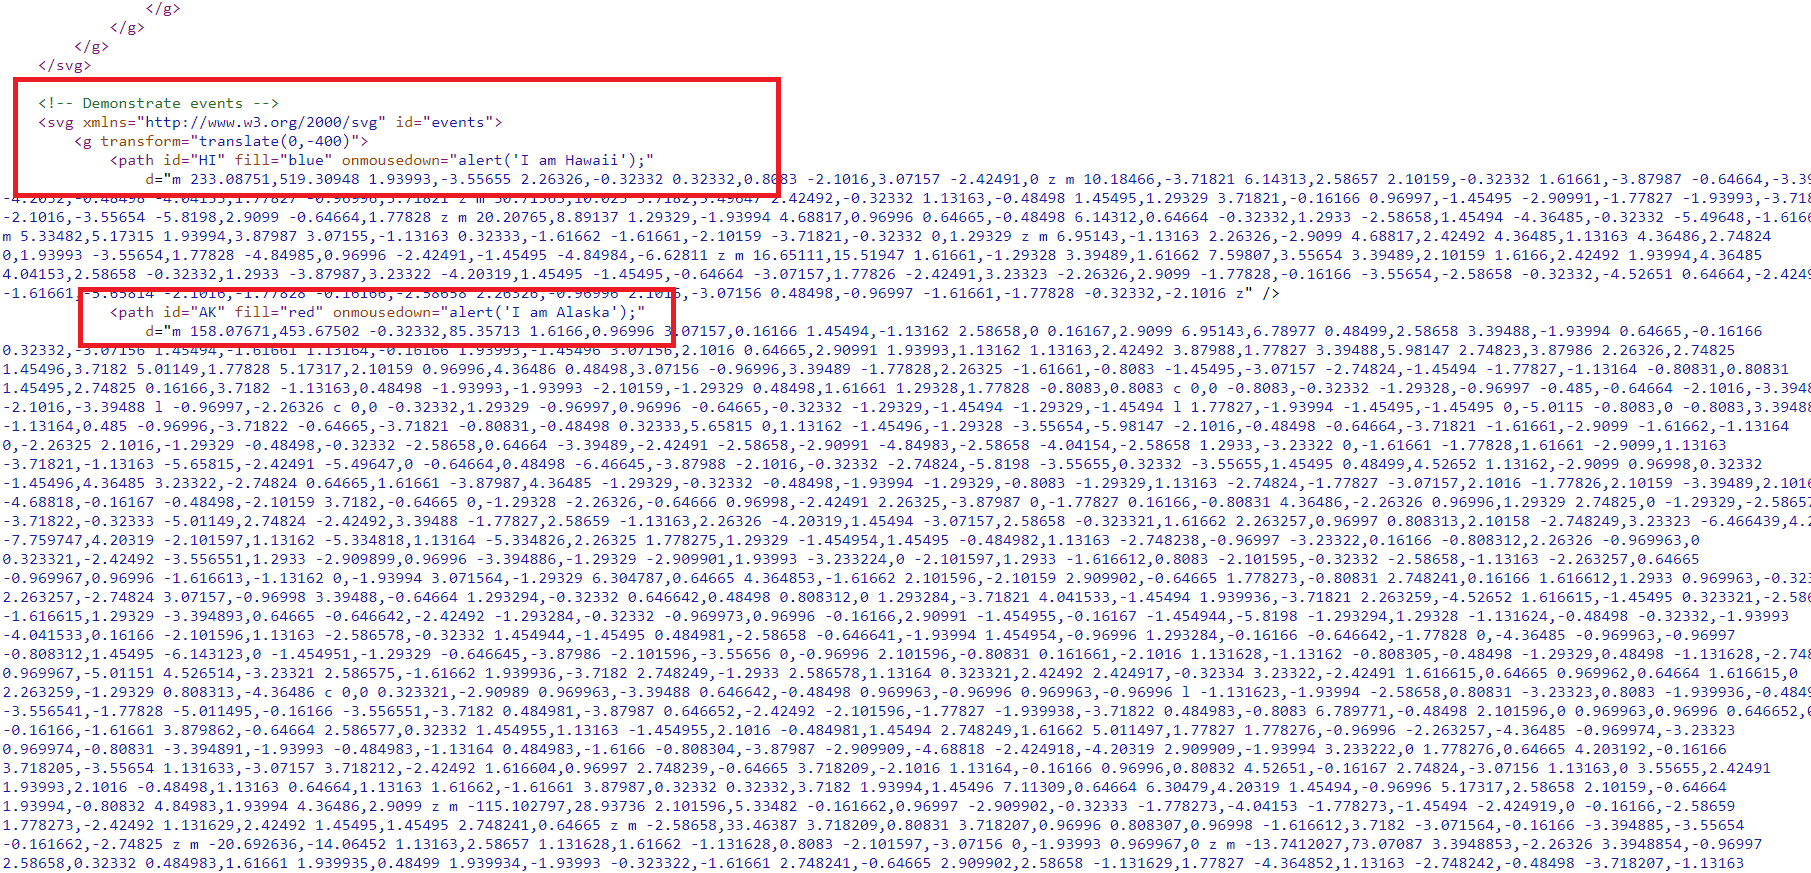 </g>
</g>
</g>
</svg>
<!-- Demonstrate events -->
<svg xmlns="http://www.w3.org/2000/svg" id="events">
<g transform="translate(0,-400)">
<path id="HI" fill="blue" onmousedown="alert('I am Hawaii');"
d="m 233.08751,519.30948 1.93993,-3.55655 2.26326,-0.32332 0.32332,0.8083 -2.1016,3.07157 -2.42491,0 z m 10.18466,-3.71821 6.14313,2.58657 2.10159,-0.32332 1.61661,-3.87987 -0.64664,-3.39
-4.2032,-0.48498 -4.04153,1.77827 -0.96996,3.71821 z m 30.71563,10.023 3.7182,5.49647 2.42492,-0.32332 1.13163,-0.48498 1.45495,1.29329 3.71821,-0.16166 0.96997,-1.45495 -2.90991,-1.77827 -1.93993,-3.718
-2.1016,-3.55654 -5.8198,2.9099 -0.64664,1.77828 z m 20.20765,8.89137 1.29329,-1.93994 4.68817,0.96996 0.64665,-0.48498 6.14312,0.64664 -0.32332,1.2933 -2.58658,1.45494 -4.36485,-0.32332 -5.49648,-1.6166
m 5.33482,5.17315 1.93994,3.87987 3.07155,-1.13163 0.32333,-1.61662 -1.61661,-2.10159 -3.71821,-0.32332 0,1.29329 z m 6.95143,-1.13163 2.26326,-2.9099 4.68817,2.42492 4.36485,1.13163 4.36486,2.74824
0,1.93993 -3.55654,1.77828 -4.84985,0.96996 -2.42491,-1.45495 -4.84984,-6.62811 z m 16.65111,15.51947 1.61661,-1.29328 3.39489,1.61662 7.59807,3.55654 3.39489,2.10159 1.6166,2.42492 1.93994,4.36485
4.04153,2.58658 -0.32332,1.2933 -3.87987,3.23322 -4.20319,1.45495 -1.45495,-0.64664 -3.07157,1.77826 -2.42491,3.23323 -2.26326,2.9099 -1.77828,-0.16166 -3.55654,-2.58658 -0.32332,-4.52651 0.64664,-2.4249
-1.61661,-5.65814 -2.1016,-1.77828 -0.16166,-2.58658 2.26326,-0.96996 2.1016,-3.07156 0.48498,-0.96997 -1.61661,-1.77828 -0.32332,-2.1016 z" />
<path id="AK" fill="red" onmousedown="alert('I am Alaska');"
d="m 158.07671,453.67502 -0.32332,85.35713 1.6166,0.96996 3.07157,0.16166 1.45494,-1.13162 2.58658,0 0.16167,2.9099 6.95143,6.78977 0.48499,2.58658 3.39488,-1.93994 0.64665,-0.16166
0.32332,-3.07156 1.45494,-1.61661 1.13164,-0.16166 1.93993,-1.45496 3.07156,2.1016 0.64665,2.90991 1.93993,1.13162 1.13163,2.42492 3.87988,1.77827 3.39488,5.98147 2.74823,3.87986 2.26326,2.74825
1.45496,3.7182 5.01149,1.77828 5.17317,2.10159 0.96996,4.36486 0.48498,3.07156 -0.96996,3.39489 -1.77828,2.26325 -1.61661,-0.8083 -1.45495,-3.07157 -2.74824,-1.45494 -1.77827,-1.13164 -0.80831,0.80831
1.45495,2.74825 0.16166,3.7182 -1.13163,0.48498 -1.93993,-1.93993 -2.10159,-1.29329 0.48498,1.61661 1.29328,1.77828 -0.8083,0.8083 c 0,0 -0.8083,-0.32332 -1.29328,-0.96997 -0.485,-0.64664 -2.1016,-3.3948
-2.1016,-3.39488 l -0.96997,-2.26326 c 0,0 -0.32332,1.29329 -0.96997,0.96996 -0.64665,-0.32332 -1.29329,-1.45494 -1.29329,-1.45494 l 1.77827,-1.93994 -1.45495,-1.45495 0,-5.0115 -0.8083,0 -0.8083,3.39488
-1.13164,0.485 -0.96996,-3.71822 -0.64665,-3.71821 -0.80831,-0.48498 0.32333,5.65815 0,1.13162 -1.45496,-1.29328 -3.55654,-5.98147 -2.1016,-0.48498 -0.64664,-3.71821 -1.61661,-2.9099 -1.61662,-1.13164
0,-2.26325 2.1016,-1.29329 -0.48498,-0.32332 -2.58658,0.64664 -3.39489,-2.42491 -2.58658,-2.90991 -4.84983,-2.58658 -4.04154,-2.58658 1.2933,-3.23322 0,-1.61661 -1.77828,1.61661 -2.9099,1.13163
-3.71821,-1.13163 -5.65815,-2.42491 -5.49647,0 -0.64664,0.48498 -6.46645,-3.87988 -2.1016,-0.32332 -2.74824,-5.8198 -3.55655,0.32332 -3.55655,1.45495 0.48499,4.52652 1.13162,-2.9099 0.96998,0.32332
-1.45496,4.36485 3.23322,-2.74824 0.64665,1.61661 -3.87987,4.36485 -1.29329,-0.32332 -0.48498,-1.93994 -1.29329,-0.8083 -1.29329,1.13163 -2.74824,-1.77827 -3.07157,2.1016 -1.77826,2.10159 -3.39489,2.1016
-4.68818,-0.16167 -0.48498,-2.10159 3.7182,-0.64665 0,-1.29328 -2.26326,-0.64666 0.96998,-2.42491 2.26325,-3.87987 0,-1.77827 0.16166,-0.80831 4.36486,-2.26326 0.96996,1.29329 2.74825,0 -1.29329,-2.58657
-3.71822,-0.32333 -5.01149,2.74824 -2.42492,3.39488 -1.77827,2.58659 -1.13163,2.26326 -4.20319,1.45494 -3.07157,2.58658 -0.323321,1.61662 2.263257,0.96997 0.808313,2.10158 -2.748249,3.23323 -6.466439,4.2
-7.759747,4.20319 -2.101597,1.13162 -5.334818,1.13164 -5.334826,2.26325 1.778275,1.29329 -1.454954,1.45495 -0.484982,1.13163 -2.748238,-0.96997 -3.23322,0.16166 -0.808312,2.26326 -0.969963,0
0.323321,-2.42492 -3.556551,1.2933 -2.909899,0.96996 -3.394886,-1.29329 -2.909901,1.93993 -3.233224,0 -2.101597,1.2933 -1.616612,0.8083 -2.101595,-0.32332 -2.58658,-1.13163 -2.263257,0.64665
-0.969967,0.96996 -1.616613,-1.13162 0,-1.93994 3.071564,-1.29329 6.304787,0.64665 4.364853,-1.61662 2.101596,-2.10159 2.909902,-0.64665 1.778273,-0.80831 2.748241,0.16166 1.616612,1.2933 0.969963,-0.323
2.263257,-2.74824 3.07157,-0.96998 3.39488,-0.64664 1.293294,-0.32332 0.646642,0.48498 0.808312,0 1.293284,-3.71821 4.041533,-1.45494 1.939936,-3.71821 2.263259,-4.52652 1.616615,-1.45495 0.323321,-2.586
-1.616615,1.29329 -3.394893,0.64665 -0.646642,-2.42492 -1.293284,-0.32332 -0.969973,0.96996 -0.16166,2.90991 -1.454955,-0.16167 -1.454944,-5.8198 -1.293294,1.29328 -1.131624,-0.48498 -0.32332,-1.93993
-4.041533,0.16166 -2.101596,1.13163 -2.586578,-0.32332 1.454944,-1.45495 0.484981,-2.58658 -0.646641,-1.93994 1.454954,-0.96996 1.293284,-0.16166 -0.646642,-1.77828 0,-4.36485 -0.969963,-0.96997
-0.808312,1.45495 -6.143123,0 -1.454951,-1.29329 -0.646645,-3.87986 -2.101596,-3.55656 0,-0.96996 2.101596,-0.80831 0.161661,-2.1016 1.131628,-1.13162 -0.808305,-0.48498 -1.29329,0.48498 -1.131628,-2.748
0.969967,-5.01151 4.526514,-3.23321 2.586575,-1.61662 1.939936,-3.7182 2.748249,-1.2933 2.586578,1.13164 0.323321,2.42492 2.424917,-0.32334 3.23322,-2.42491 1.616615,0.64665 0.969962,0.64664 1.616615,0
2.263259,-1.29329 0.808313,-4.36486 c 0,0 0.323321,-2.90989 0.969963,-3.39488 0.646642,-0.48498 0.969963,-0.96996 0.969963,-0.96996 l -1.131623,-1.93994 -2.58658,0.80831 -3.23323,0.8083 -1.939936,-0.4849
-3.556541,-1.77828 -5.011495,-0.16166 -3.556551,-3.7182 0.484981,-3.87987 0.646652,-2.42492 -2.101596,-1.77827 -1.939938,-3.71822 0.484983,-0.8083 6.789771,-0.48498 2.101596,0 0.969963,0.96996 0.646652,0
-0.16166,-1.61661 3.879862,-0.64664 2.586577,0.32332 1.454955,1.13163 -1.454955,2.1016 -0.484981,1.45494 2.748249,1.61662 5.011497,1.77827 1.778276,-0.96996 -2.263257,-4.36485 -0.969974,-3.23323
0.969974,-0.80831 -3.394891,-1.93993 -0.484983,-1.13164 0.484983,-1.6166 -0.808304,-3.87987 -2.909909,-4.68818 -2.424918,-4.20319 2.909909,-1.93994 3.233222,0 1.778276,0.64665 4.203192,-0.16166
3.718205,-3.55654 1.131633,-3.07157 3.718212,-2.42492 1.616604,0.96997 2.748239,-0.64665 3.718209,-2.1016 1.13164,-0.16166 0.96996,0.80832 4.52651,-0.16167 2.74824,-3.07156 1.13163,0 3.55655,2.42491
1.93993,2.1016 -0.48498,1.13163 0.64664,1.13163 1.61662,-1.61661 3.87987,0.32332 0.32332,3.7182 1.93994,1.45496 7.11309,0.64664 6.30479,4.20319 1.45494,-0.96996 5.17317,2.58658 2.10159,-0.64664
1.93994,-0.80832 4.84983,1.93994 4.36486,2.9099 z m -115.102797,28.93736 2.101596,5.33482 -0.161662,0.96997 -2.909902,-0.32333 -1.778273,-4.04153 -1.778273,-1.45494 -2.424919,0 -0.16166,-2.58659
1.778273,-2.42492 1.131629,2.42492 1.45495,1.45495 2.748241,0.64665 z m -2.58658,33.46387 3.718209,0.80831 3.718207,0.96996 0.808307,0.96998 -1.616612,3.7182 -3.071564,-0.16166 -3.394885,-3.55654
-0.161662,-2.74825 z m -20.692636,-14.06452 1.13163,2.58657 1.131628,1.61662 -1.131628,0.8083 -2.101597,-3.07156 0,-1.93993 0.969967,0 z m -13.7412027,73.07087 3.3948853,-2.26326 3.3948854,-0.96997
2.58658,0.32332 0.484983,1.61661 1.939935,0.48499 1.939934,-1.93993 -0.323322,-1.61661 2.748241,-0.64665 2.909902,2.58658 -1.131629,1.77827 -4.364852,1.13163 -2.748242,-0.48498 -3.718207,-1.13163